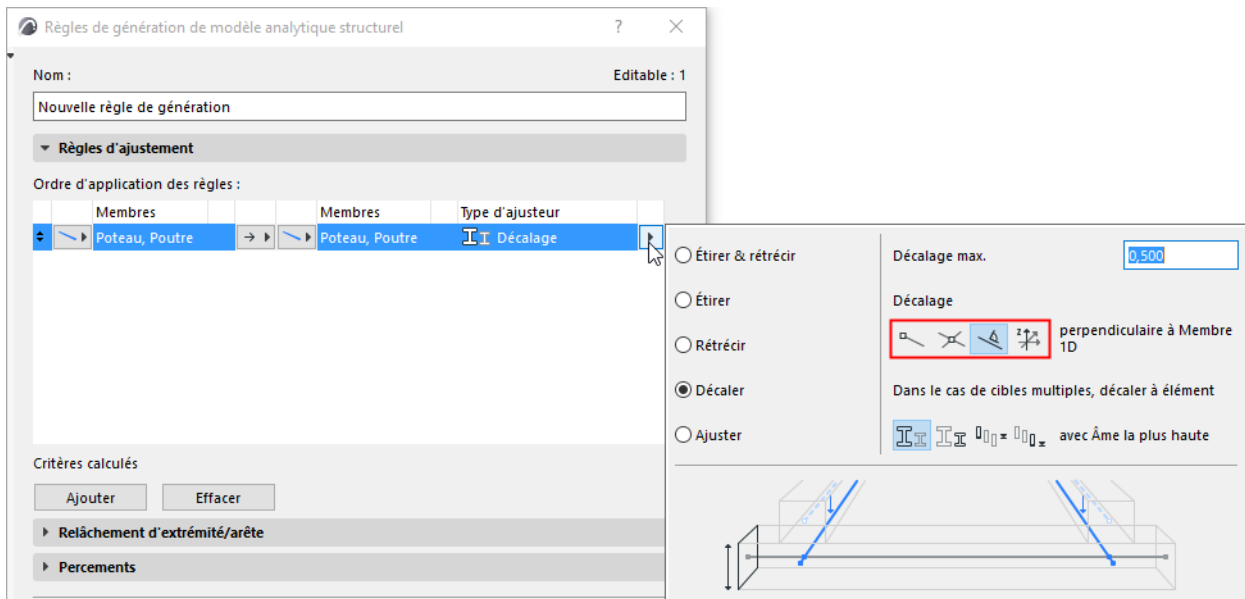 Règles de génération de modèle analytique structurel ?
Nom : Editable : 1
Nouvelle règle de génération
Règles d'ajustement
Ordre d'application des règles :
Membres Membres Type d'ajusteur
Poteau, Poutre Poteau, Poutre Décalage
Étirer & rétrécir
Étirer
Rétrécir
Décaler
Ajuster
Décalage max. 0,500
Décalage
perpendiculaire à Membre
1D
Dans le cas de cibles multiples, décaler à élément
avec Âme la plus haute
Critères calculés
Ajouter Effacer
Relâchement d'extrémité/arête
Percements